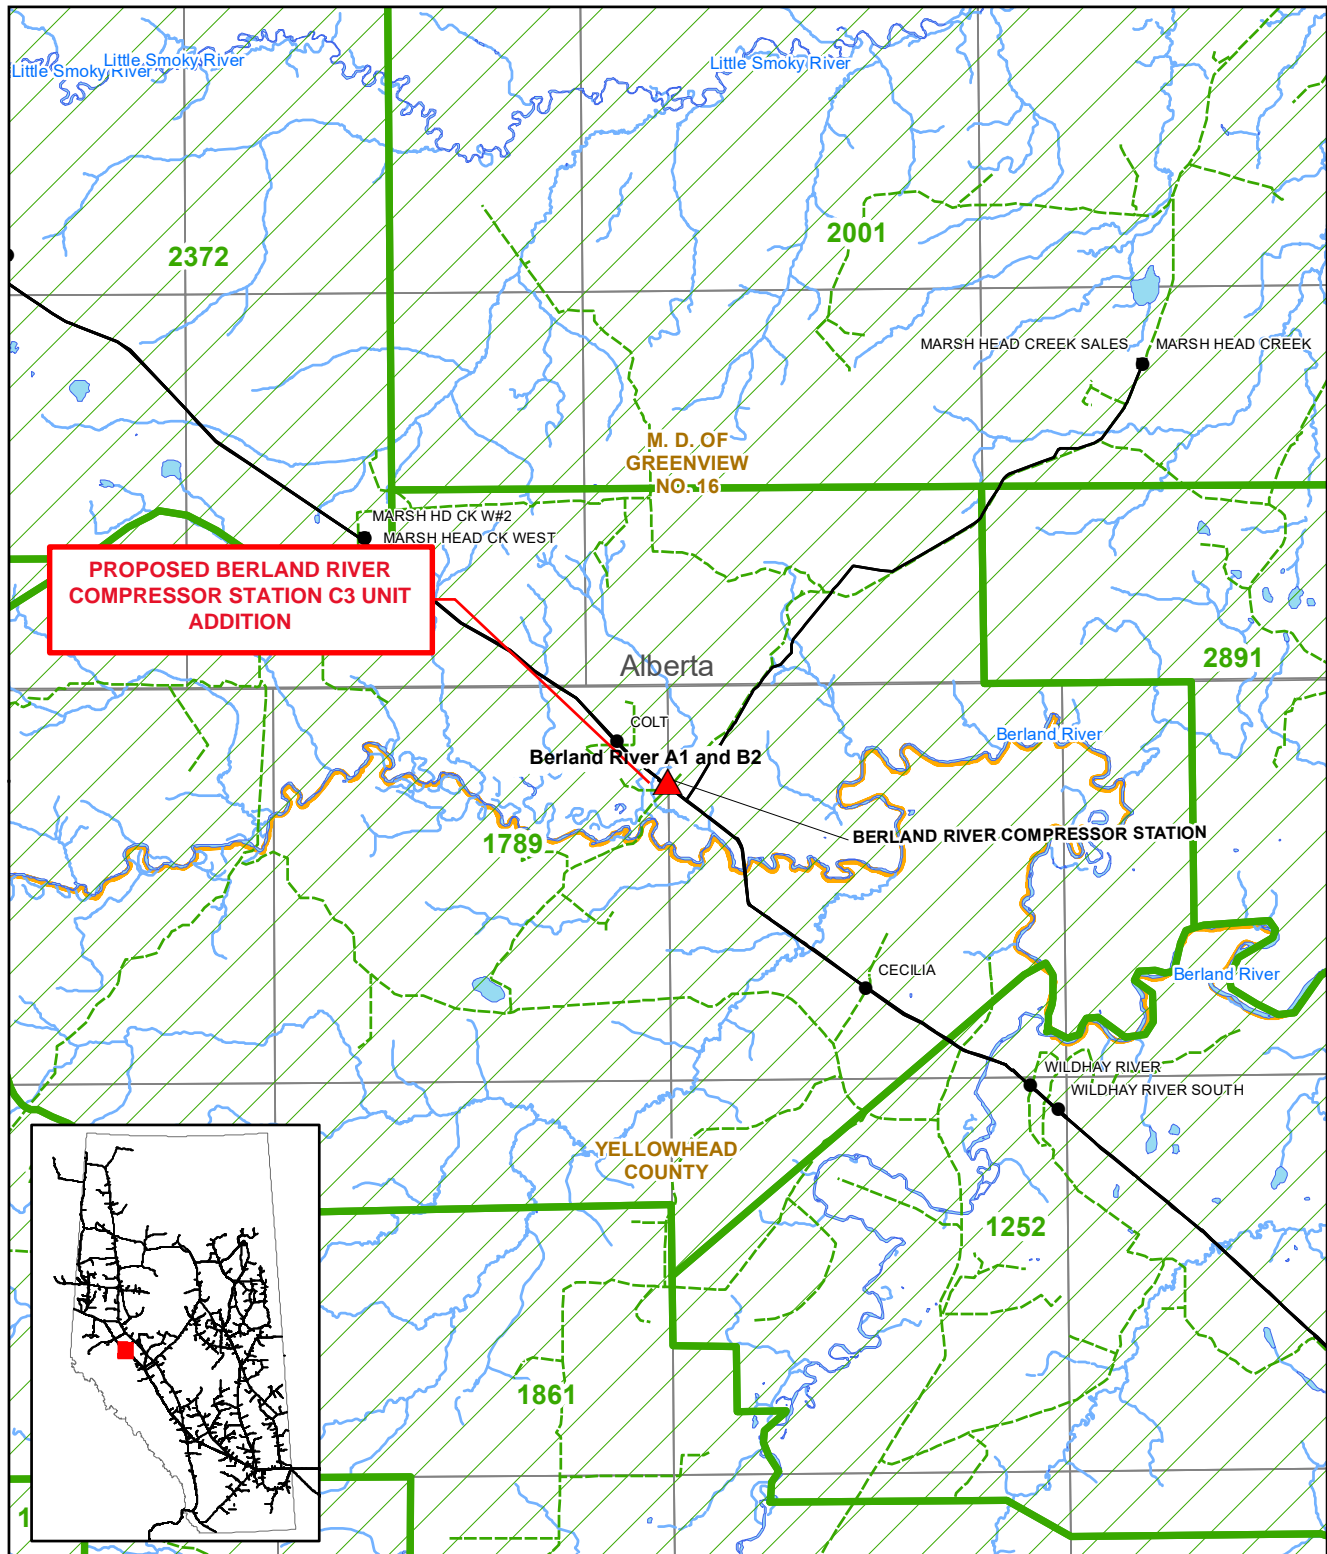 Little Smoky River
Little Smoky River
Little Smoky River
2372
2001
MARSH HEAD CREEK SALES
MARSH HEAD CREEK
M. D. OF
GREENVIEW
NO. 16
MARSH HD CK W#2
MARSH HEAD CK WEST
PROPOSED BERLAND RIVER
COMPRESSOR STATION C3 UNIT
ADDITION
Alberta
2891
COLT
Berland River
Berland River A1 and B2
1789
BERLAND RIVER COMPRESSOR STATION
CECILIA
Berland River
WILDHAY RIVER
WILDHAY RIVER SOUTH
YELLOWHEAD
COUNTY
1252
1861
1